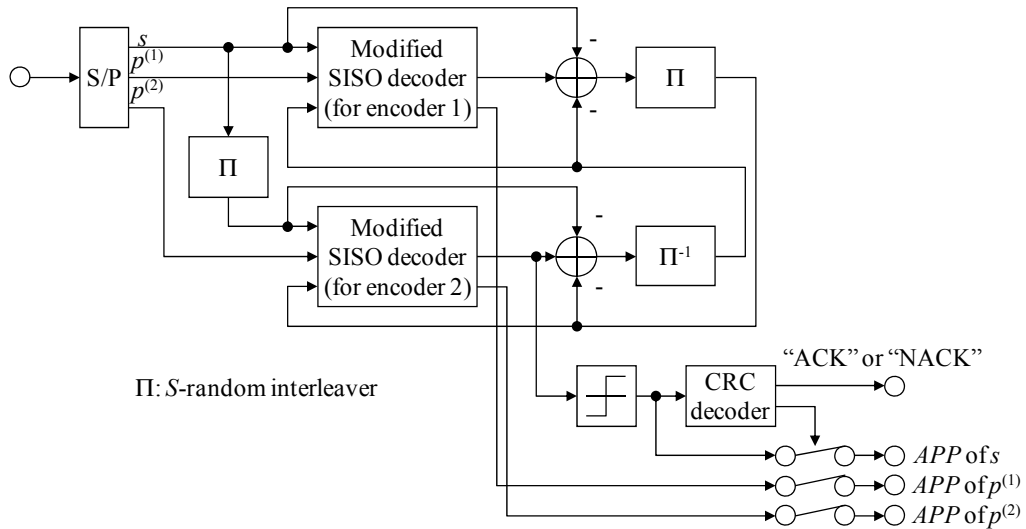 s
p(1)
p(2)
S/P
Modified
SISO decoder
(for encoder 1)
-
-
Π
Π
Modified
SISO decoder
(for encoder 2)
-
-
Π-1
Π: S-random interleaver
CRC
decoder
“ACK” or “NACK”
APP of s
APP of p(1)
APP of p(2)